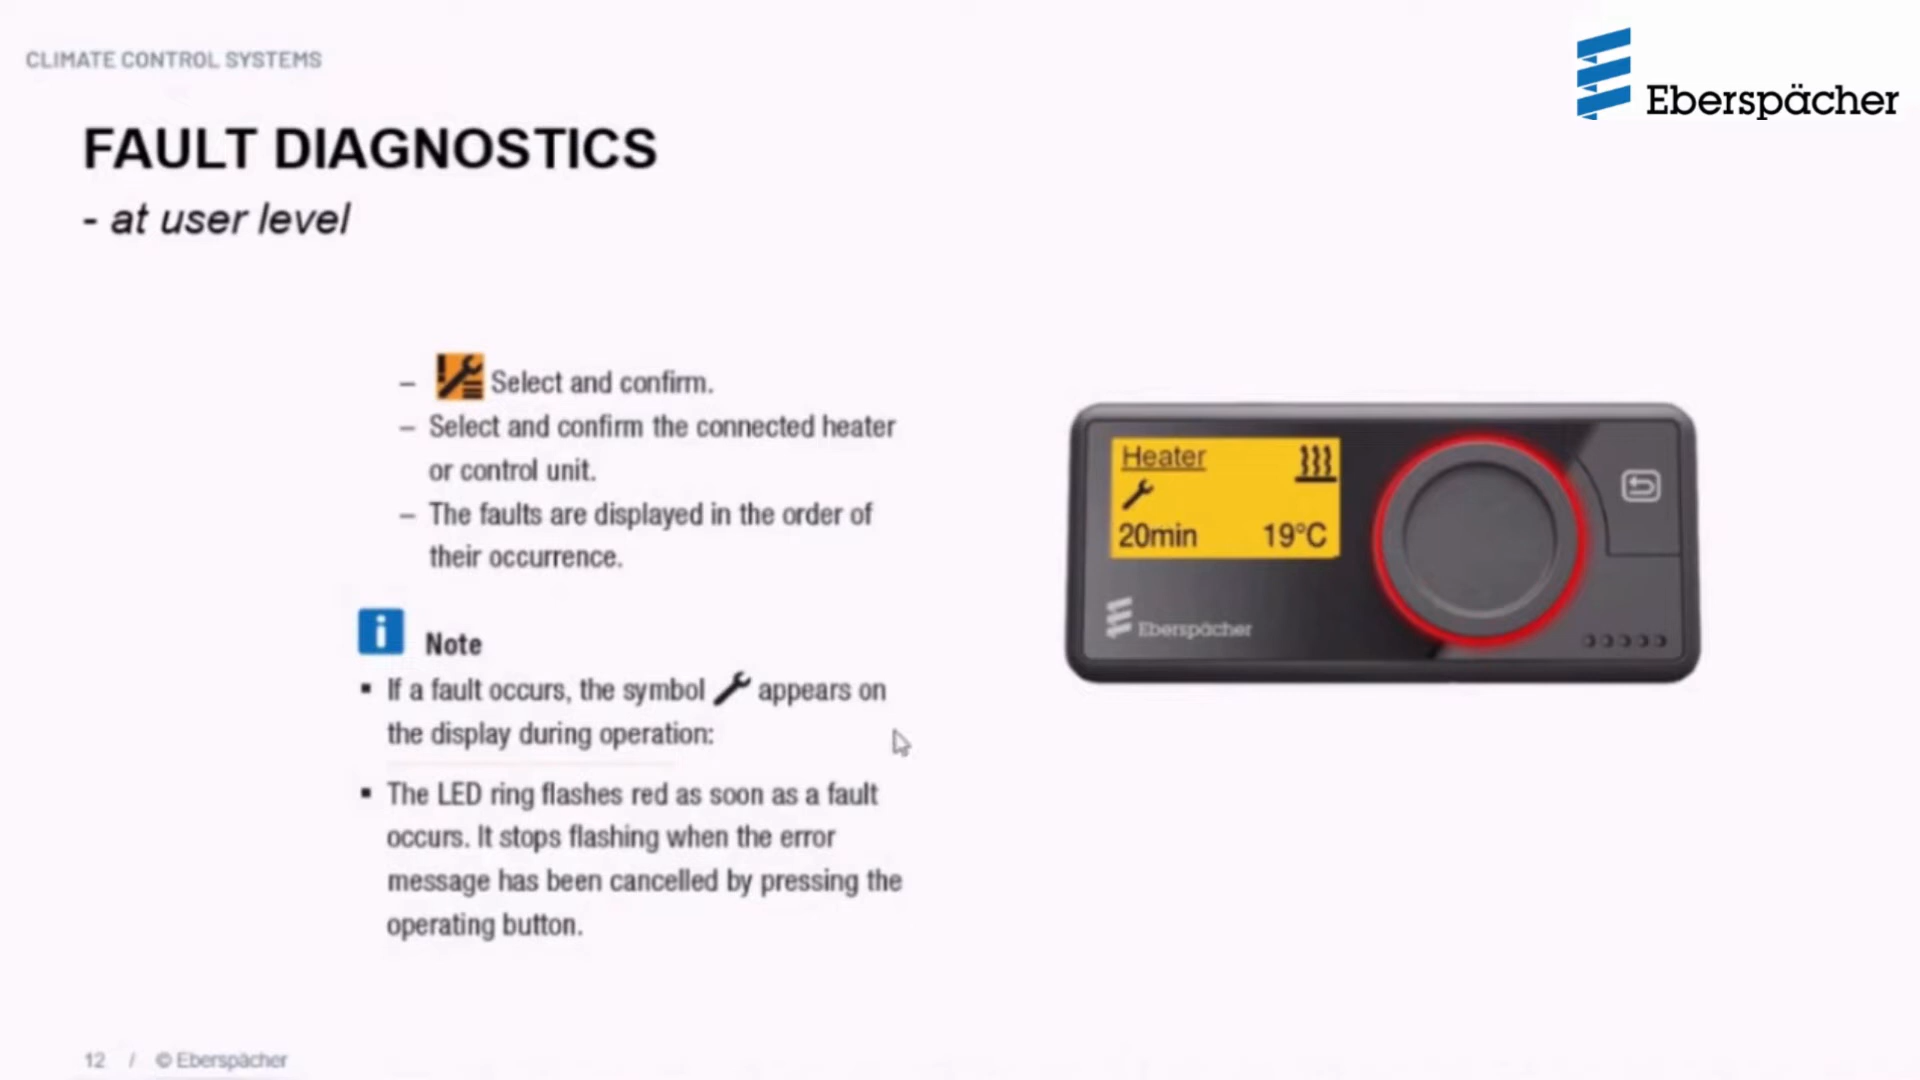 CLIMATE CONTROL SYSTEMS
Eberspächer
FAULT DIAGNOSTICS
- at user level
– Select and confirm.
– Select and confirm the connected heater
or control unit.
– The faults are displayed in the order of
their occurrence.
i Note
▪ If a fault occurs, the symbol appears on
the display during operation:
▪ The LED ring flashes red as soon as a fault
occurs. It stops flashing when the error
message has been cancelled by pressing the
operating button.
Heater
20min 19°C
Eberspächer
12 / © Eberspächer